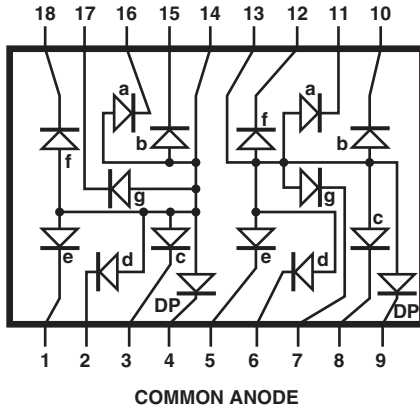 18 17 16 15 14 13 12 11 10
a a
f b f b
g g
e d c e d c
DP DP
1 2 3 4 5 6 7 8 9
COMMON ANODE